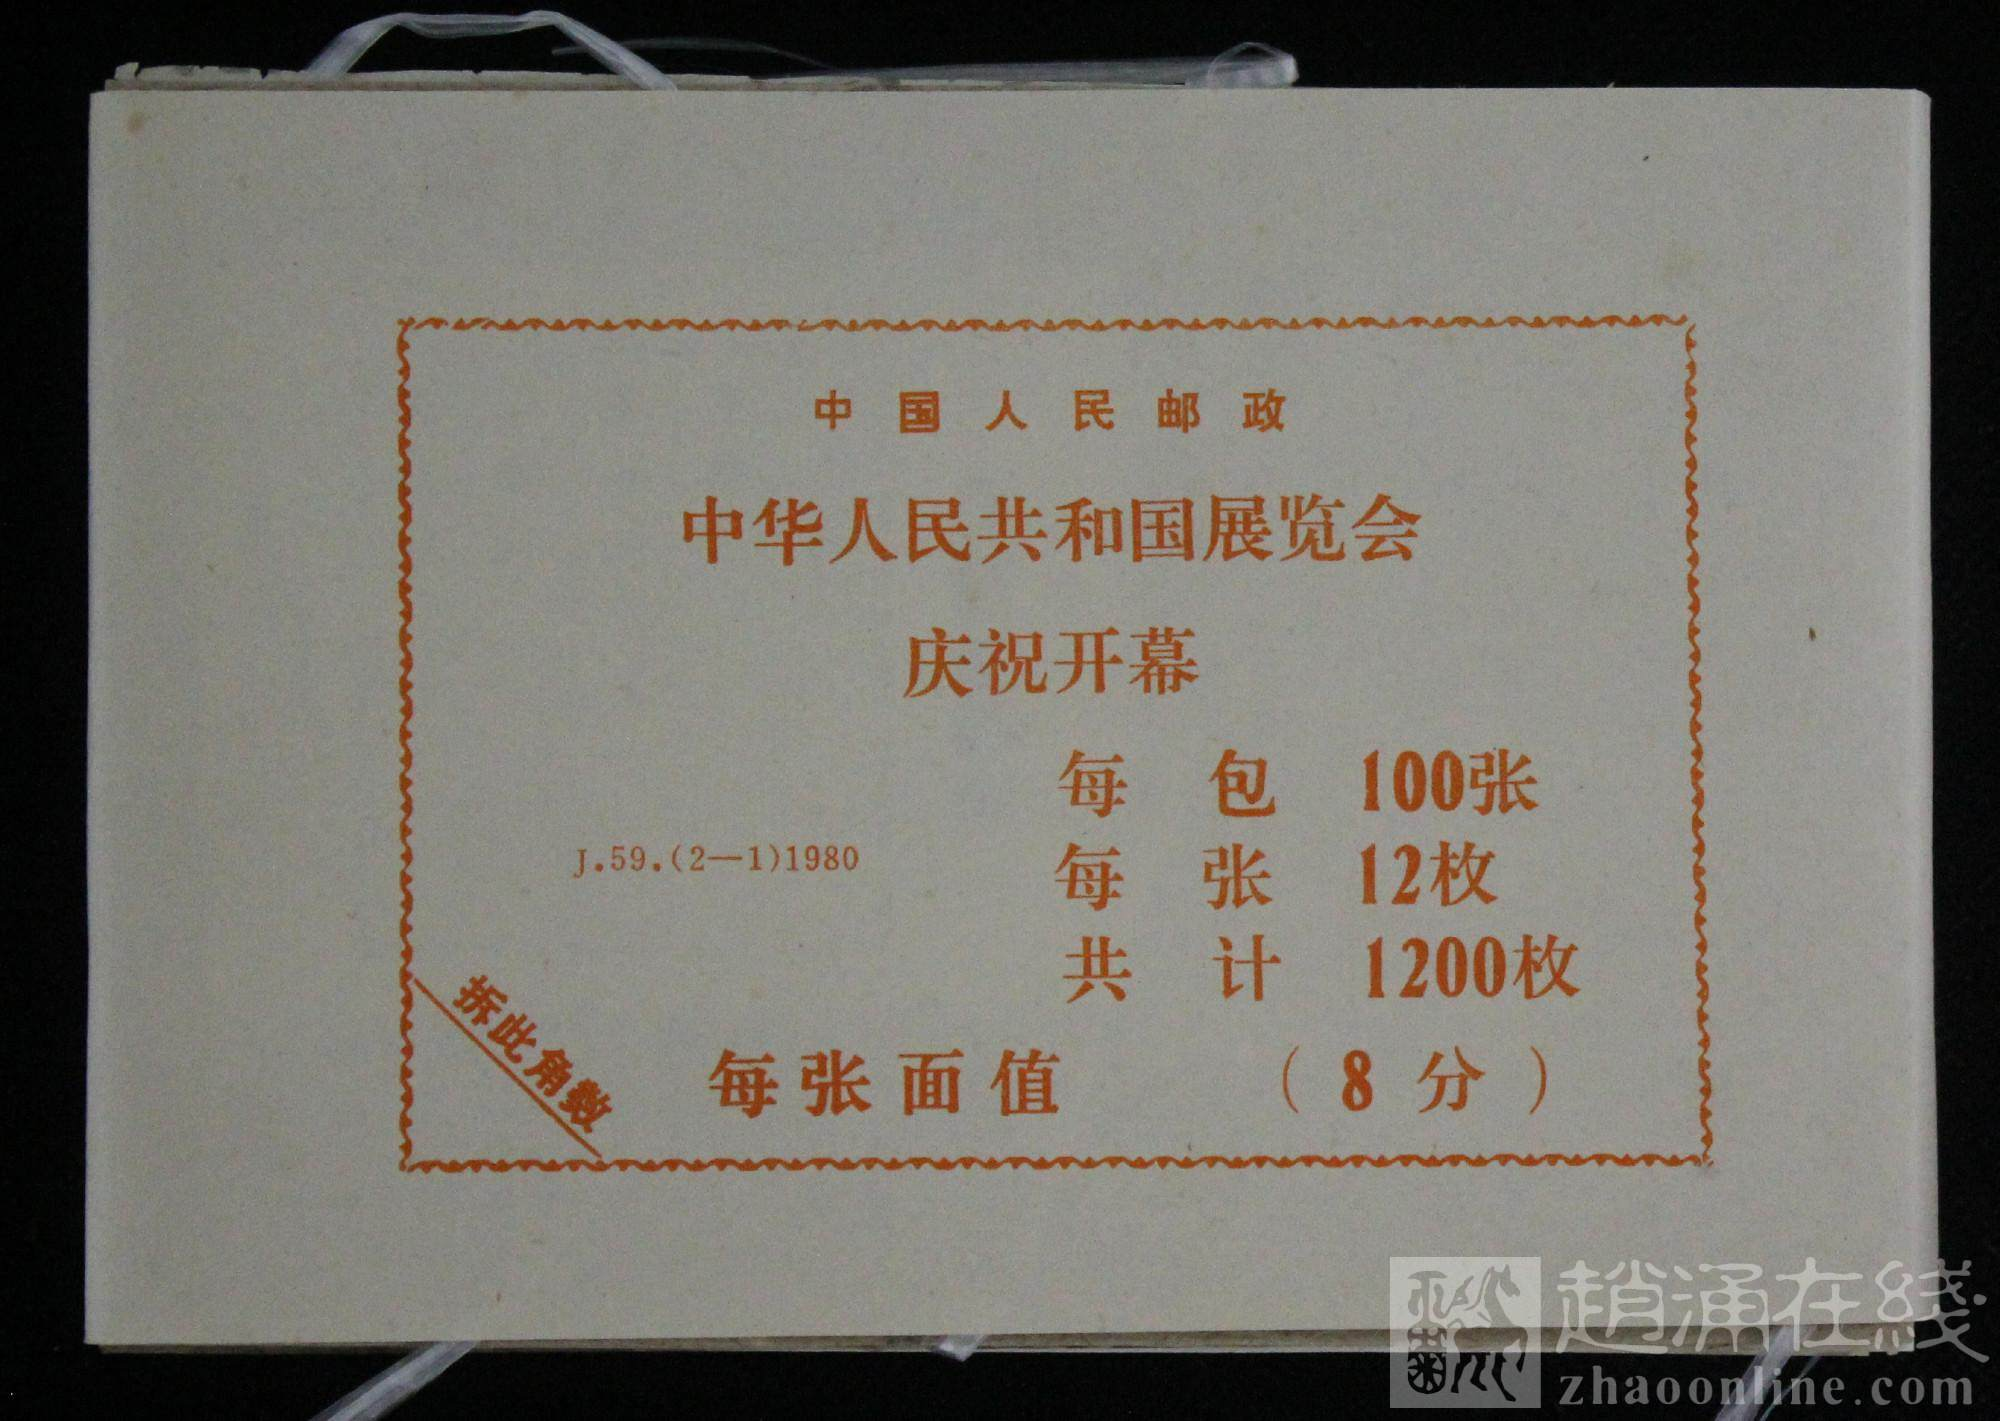 中国人民邮政
中华人民共和国展览会
庆祝开幕
每包 100张
J.59.(2—1)1980
每张 12枚
共计 1200枚
拆此角数
每张面值 (8分)
趙涌在綫
zhaoonline.com